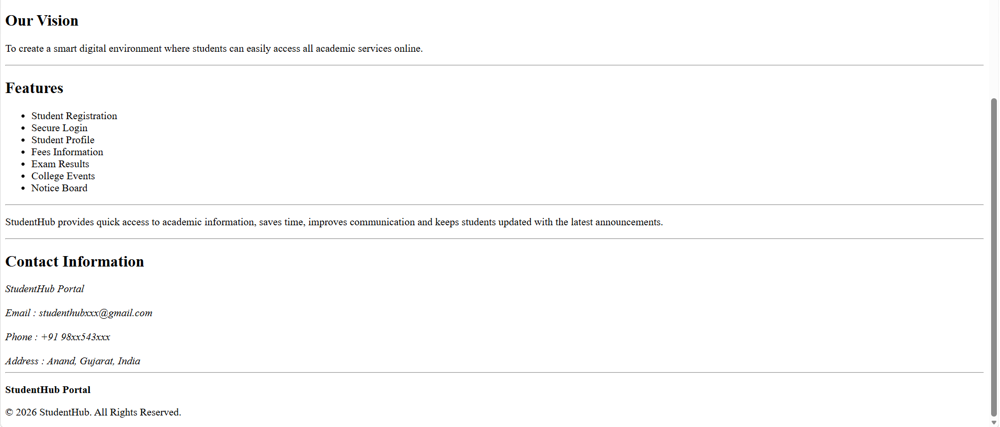 Our Vision
To create a smart digital environment where students can easily access all academic services online.
Features
Student Registration
Secure Login
Student Profile
Fees Information
Exam Results
College Events
Notice Board
StudentHub provides quick access to academic information, saves time, improves communication and keeps students updated with the latest announcements.
Contact Information
StudentHub Portal
Email : studenthubxxx@gmail.com
Phone : +91 98xx543xxx
Address : Anand, Gujarat, India
StudentHub Portal
© 2026 StudentHub. All Rights Reserved.